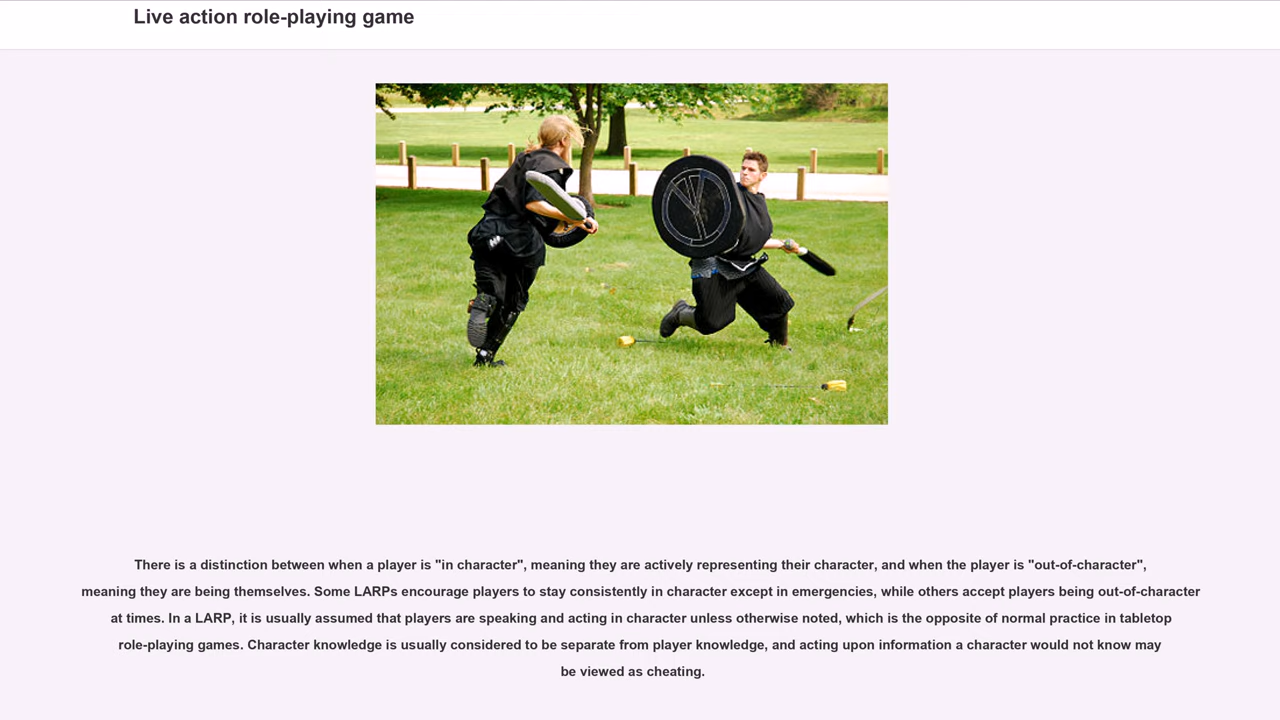 Live action role-playing game
There is a distinction between when a player is "in character", meaning they are actively representing their character, and when the player is "out-of-character",
meaning they are being themselves. Some LARPs encourage players to stay consistently in character except in emergencies, while others accept players being out-of-character
at times. In a LARP, it is usually assumed that players are speaking and acting in character unless otherwise noted, which is the opposite of normal practice in tabletop
role-playing games. Character knowledge is usually considered to be separate from player knowledge, and acting upon information a character would not know may
be viewed as cheating.